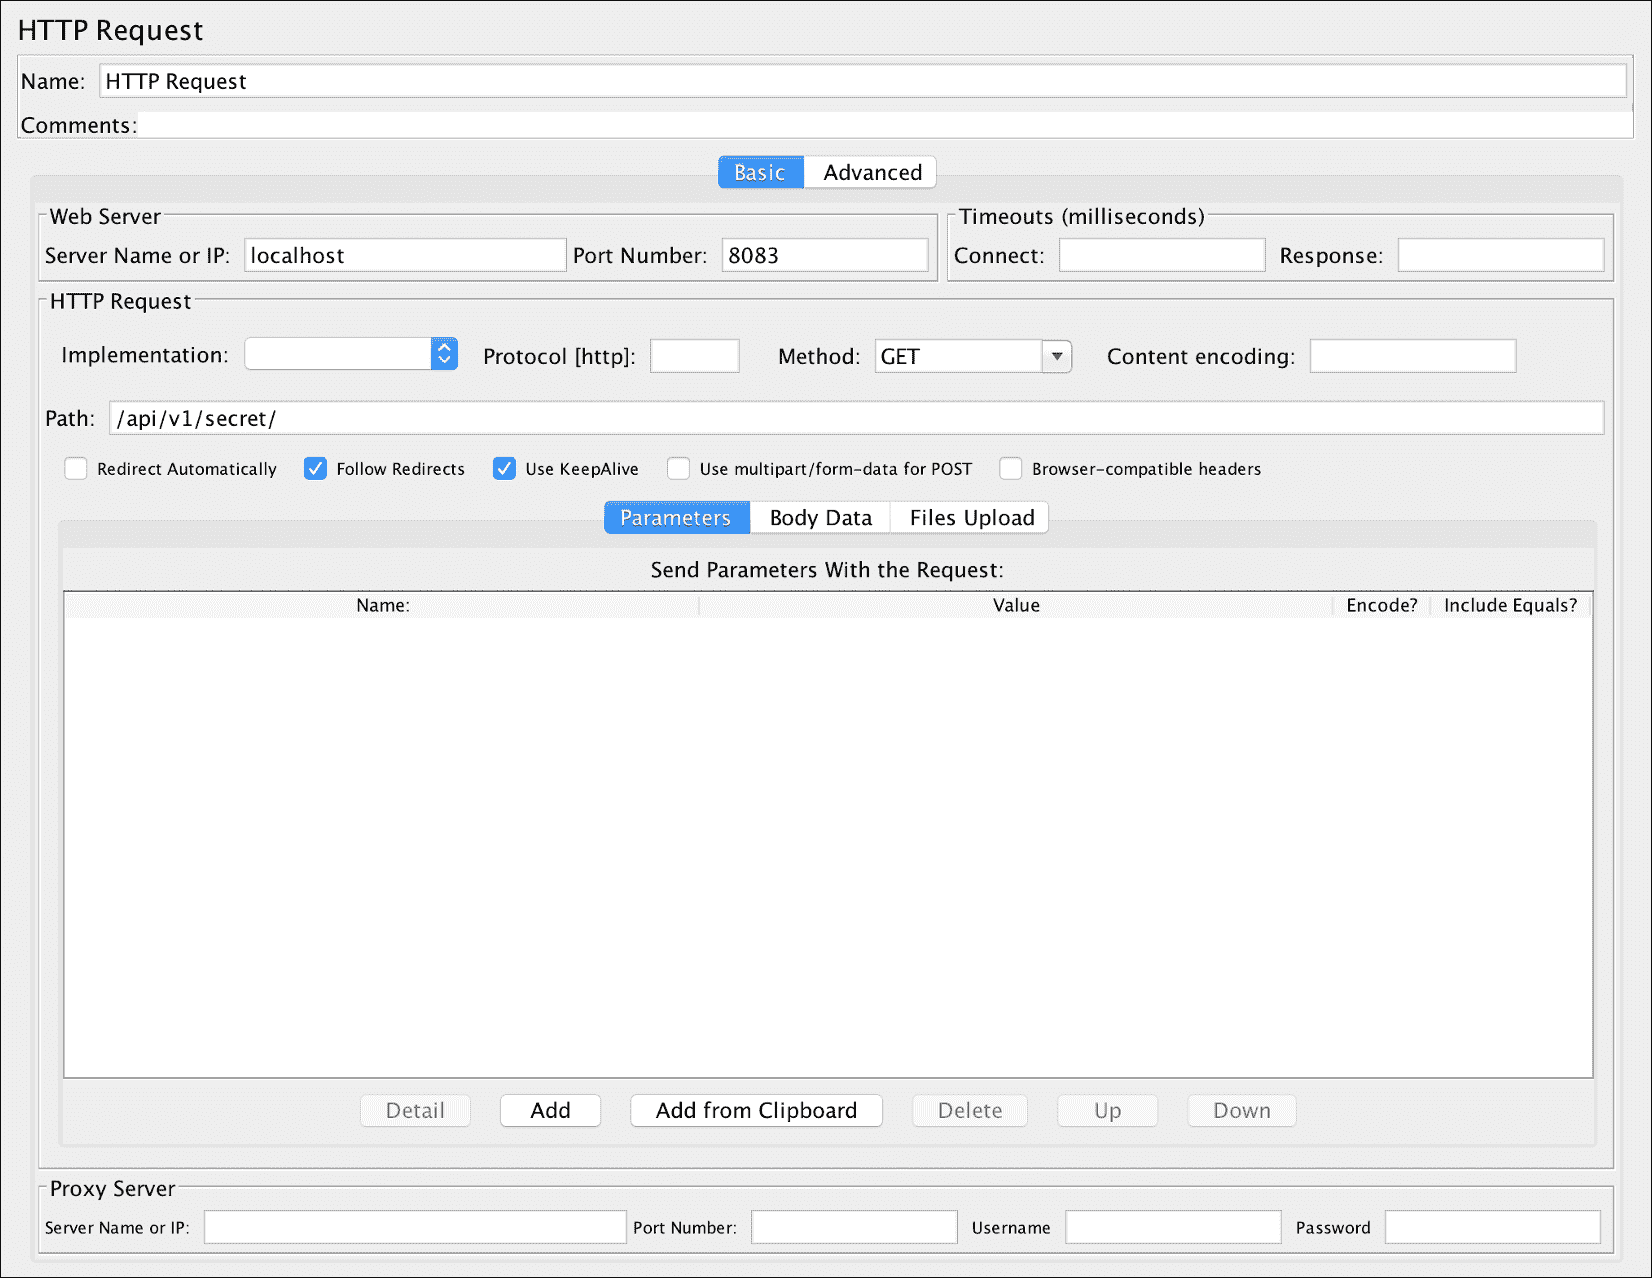 HTTP Request
Name: HTTP Request
Comments:
Basic Advanced
Web Server Timeouts (milliseconds)
Server Name or IP: localhost Port Number: 8083 Connect: Response:
HTTP Request
Implementation: Protocol [http]: Method: GET Content encoding:
Path: /api/v1/secret/
Redirect Automatically Follow Redirects Use KeepAlive Use multipart/form-data for POST Browser-compatible headers
Parameters Body Data Files Upload
Send Parameters With the Request:
Name: Value Encode? Include Equals?
Detail Add Add from Clipboard Delete Up Down
Proxy Server
Server Name or IP: Port Number: Username Password